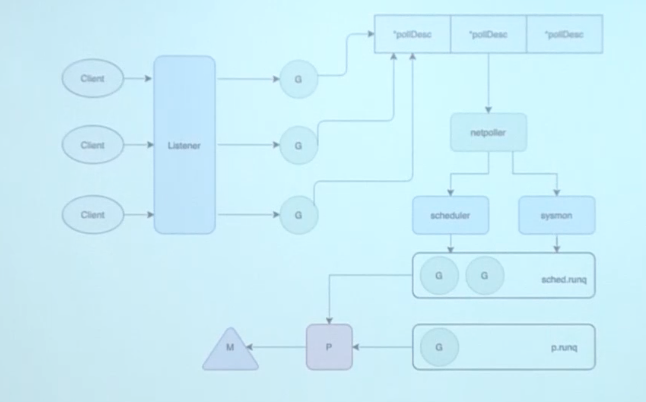 *pollDesc *pollDesc *pollDesc
Client
G
Client
Listener
G
netpoller
Client
G
scheduler
sysmon
G G sched.runq
M
P
G p.runq